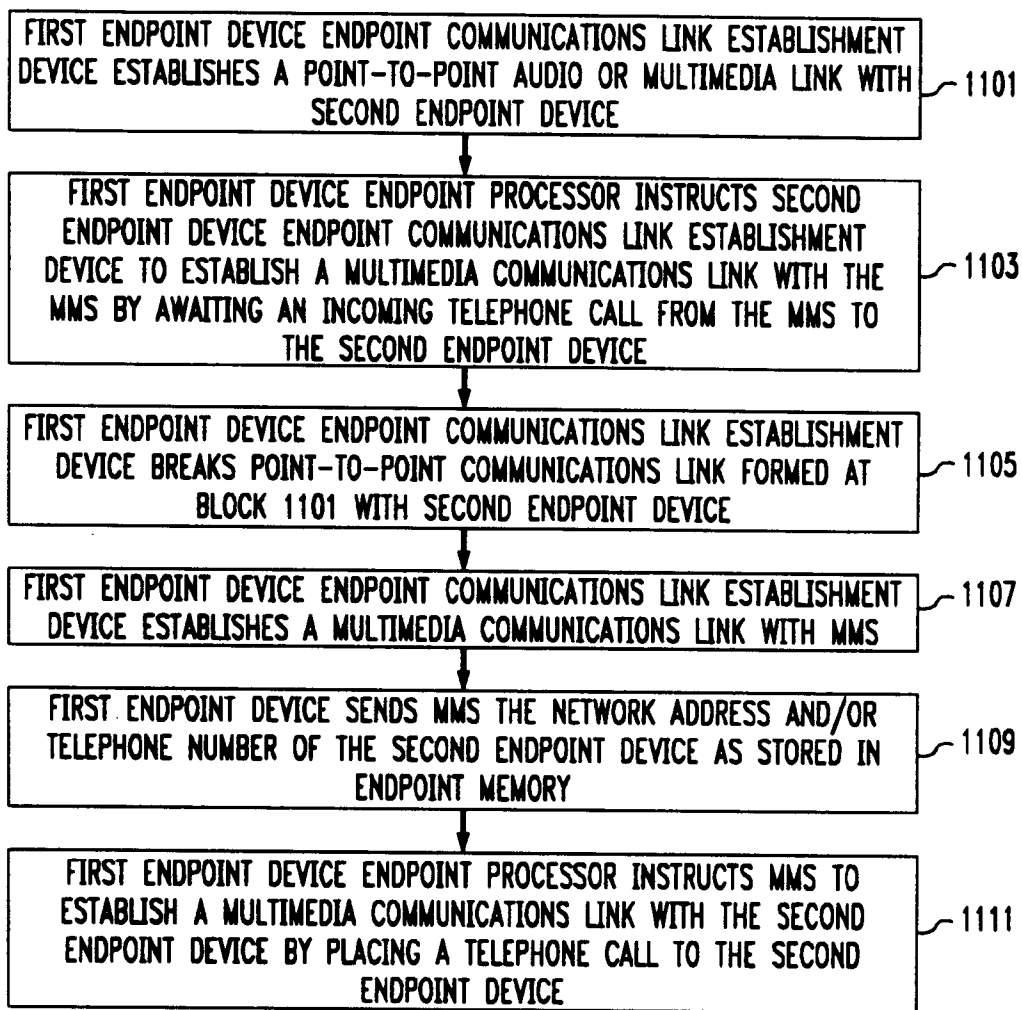 FIRST ENDPOINT DEVICE ENDPOINT COMMUNICATIONS LINK ESTABLISHMENT
DEVICE ESTABLISHES A POINT-TO-POINT AUDIO OR MULTIMEDIA LINK WITH
SECOND ENDPOINT DEVICE
1101
FIRST ENDPOINT DEVICE ENDPOINT PROCESSOR INSTRUCTS SECOND
ENDPOINT DEVICE ENDPOINT COMMUNICATIONS LINK ESTABLISHMENT
DEVICE TO ESTABLISH A MULTIMEDIA COMMUNICATIONS LINK WITH THE
MMS BY AWAITING AN INCOMING TELEPHONE CALL FROM THE MMS TO
THE SECOND ENDPOINT DEVICE
1103
FIRST ENDPOINT DEVICE ENDPOINT COMMUNICATIONS LINK ESTABLISHMENT
DEVICE BREAKS POINT-TO-POINT COMMUNICATIONS LINK FORMED AT
BLOCK 1101 WITH SECOND ENDPOINT DEVICE
1105
FIRST ENDPOINT DEVICE ENDPOINT COMMUNICATIONS LINK ESTABLISHMENT
DEVICE ESTABLISHES A MULTIMEDIA COMMUNICATIONS LINK WITH MMS
1107
FIRST ENDPOINT DEVICE SENDS MMS THE NETWORK ADDRESS AND/OR
TELEPHONE NUMBER OF THE SECOND ENDPOINT DEVICE AS STORED IN
ENDPOINT MEMORY
1109
FIRST ENDPOINT DEVICE ENDPOINT PROCESSOR INSTRUCTS MMS TO
ESTABLISH A MULTIMEDIA COMMUNICATIONS LINK WITH THE SECOND
ENDPOINT DEVICE BY PLACING A TELEPHONE CALL TO THE SECOND
ENDPOINT DEVICE
1111